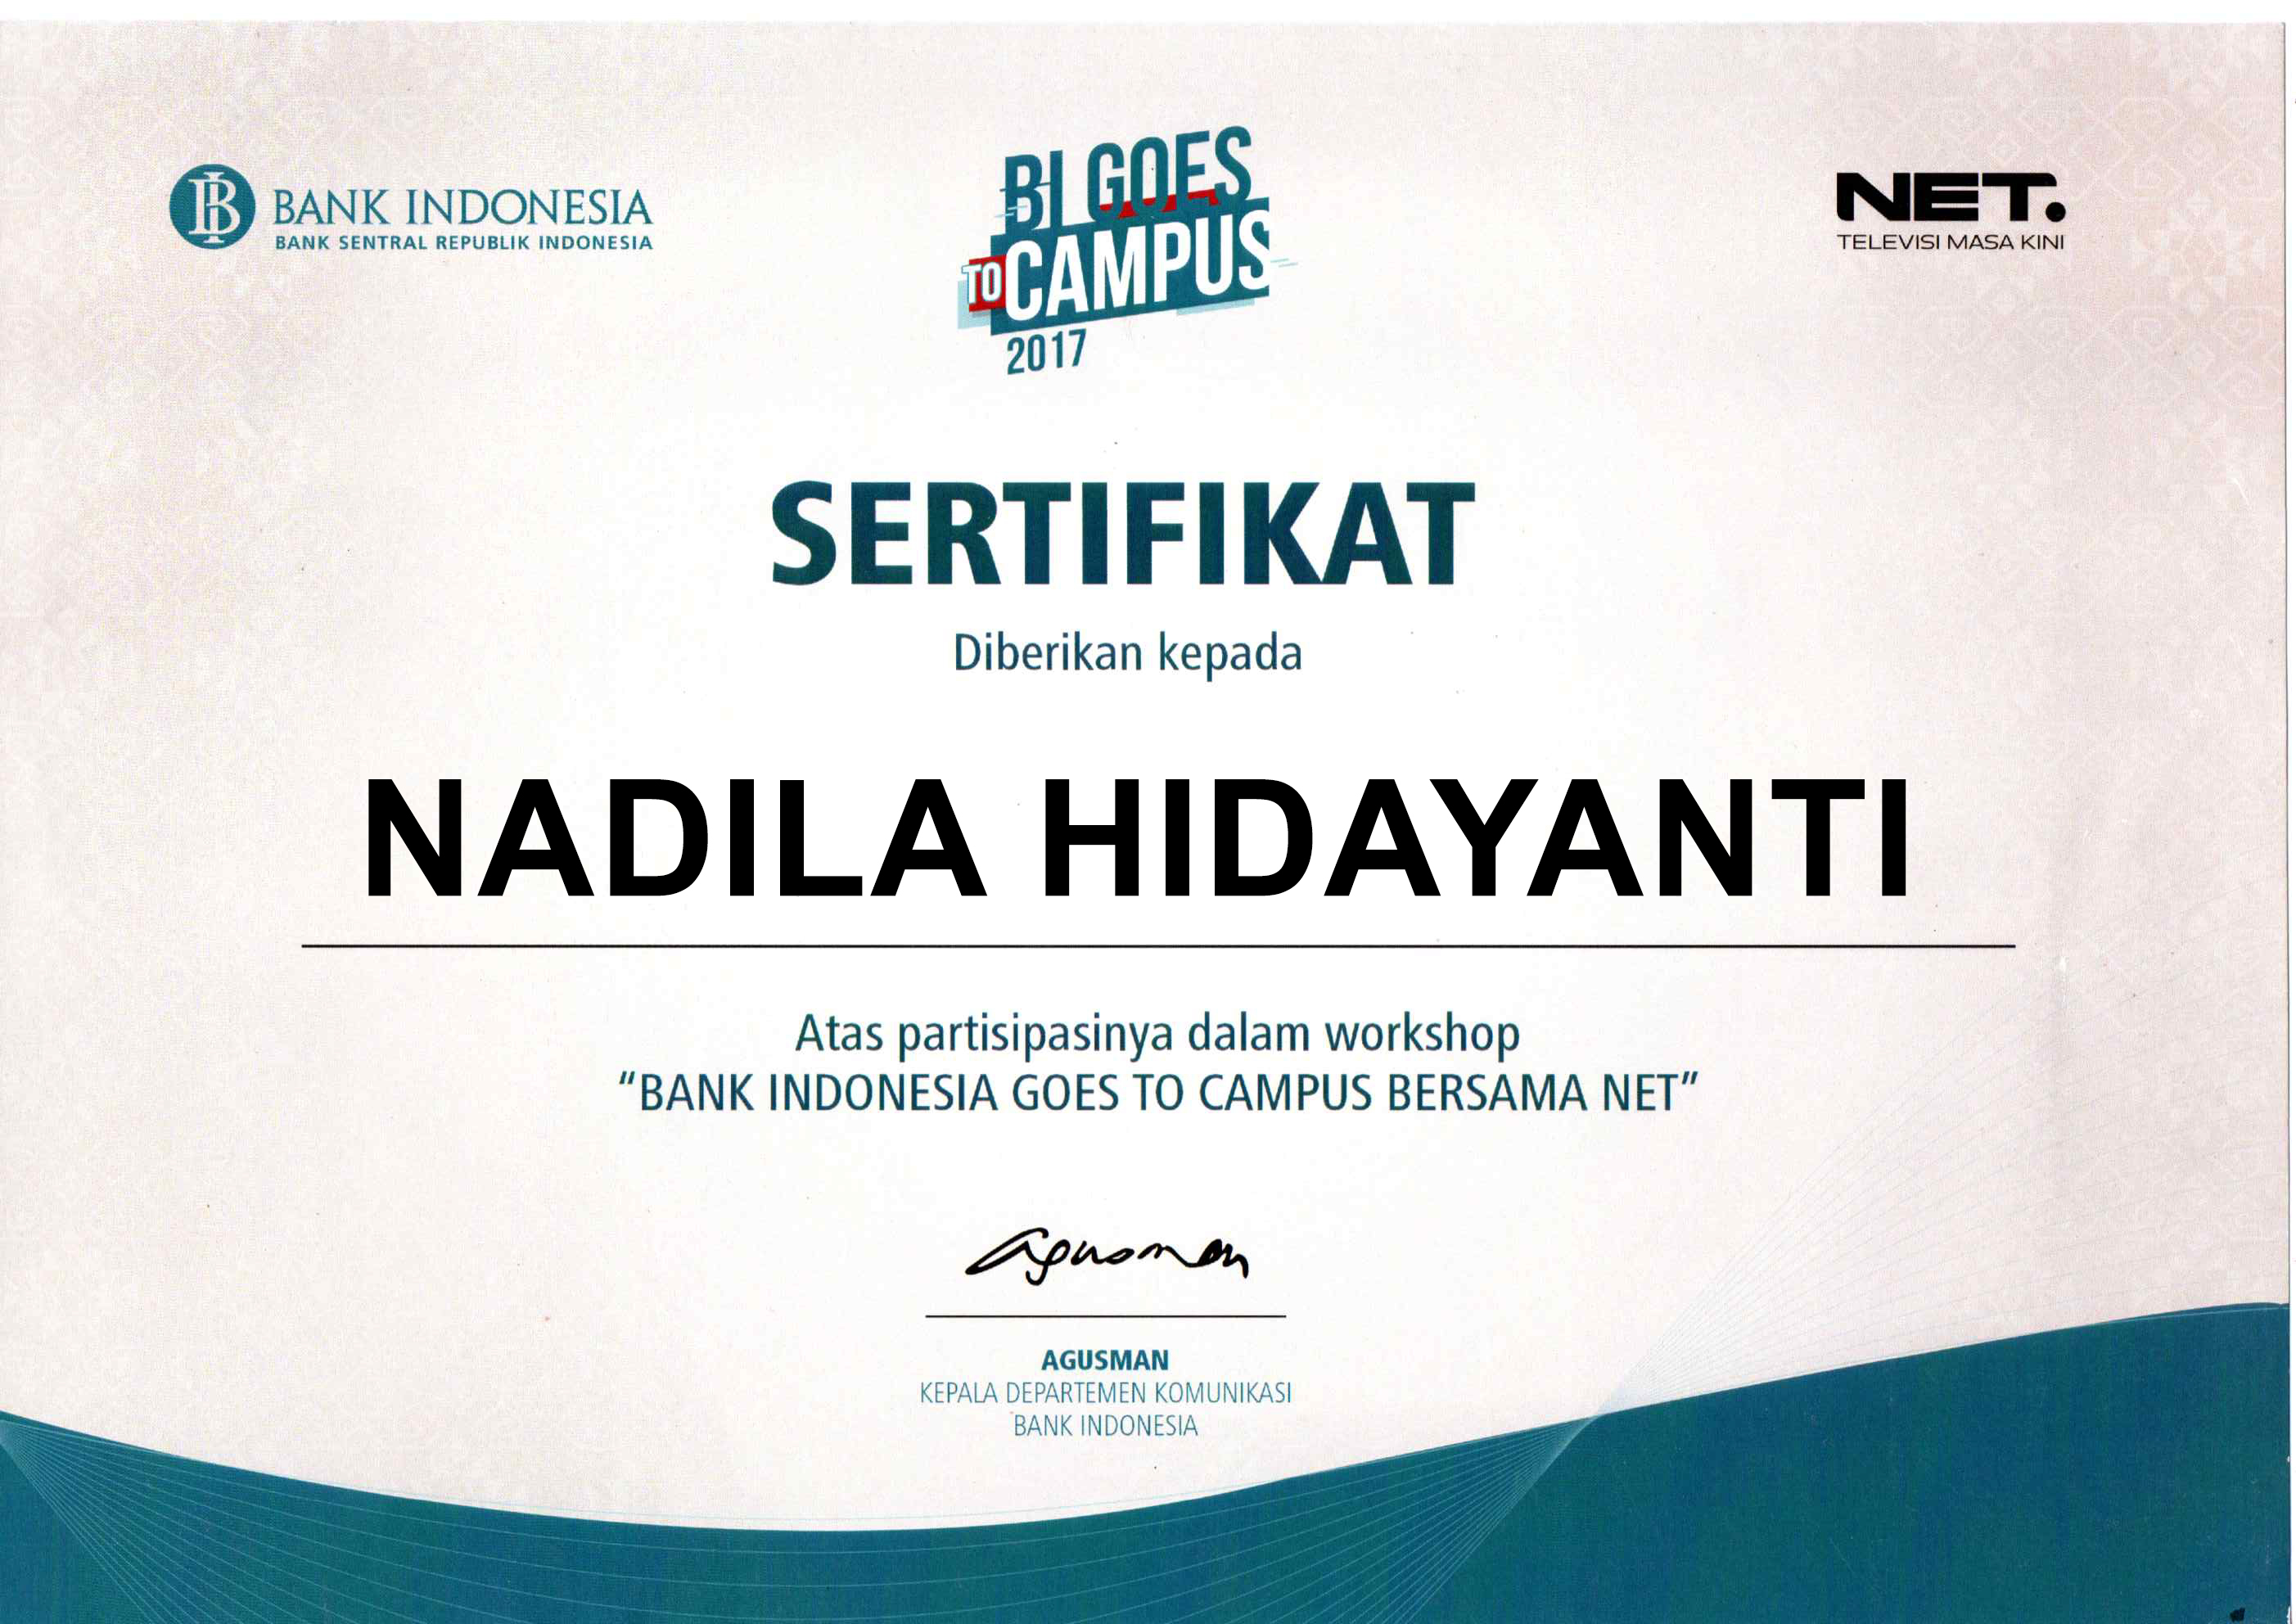 BANK INDONESIA
BANK SENTRAL REPUBLIK INDONESIA
BI GOES
TO CAMPUS
2017
NET.
TELEVISI MASA KINI
SERTIFIKAT
Diberikan kepada
NADILA HIDAYANTI
Atas partisipasinya dalam workshop
"BANK INDONESIA GOES TO CAMPUS BERSAMA NET"
Agusman
AGUSMAN
KEPALA DEPARTEMEN KOMUNIKASI
BANK INDONESIA